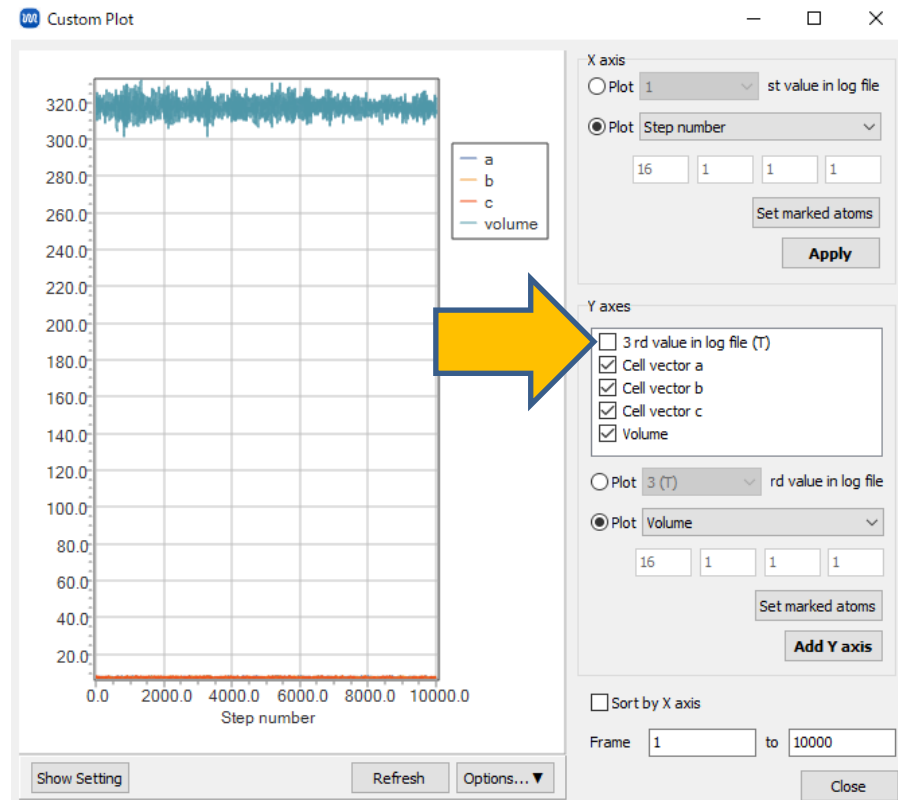 Custom Plot
320.0
300.0
280.0
260.0
240.0
220.0
200.0
180.0
160.0
140.0
120.0
100.0
80.0
60.0
40.0
20.0
0.0 2000.0 4000.0 6000.0 8000.0 10000.0
Step number
a
b
c
volume
Show Setting Refresh Options...▼
X axis
Plot 1 st value in log file
Plot Step number
16 1 1 1
Set marked atoms
Apply
Y axes
3 rd value in log file (T)
Cell vector a
Cell vector b
Cell vector c
Volume
Plot 3 (T) rd value in log file
Plot Volume
16 1 1 1
Set marked atoms
Add Y axis
Sort by X axis
Frame 1 to 10000
Close